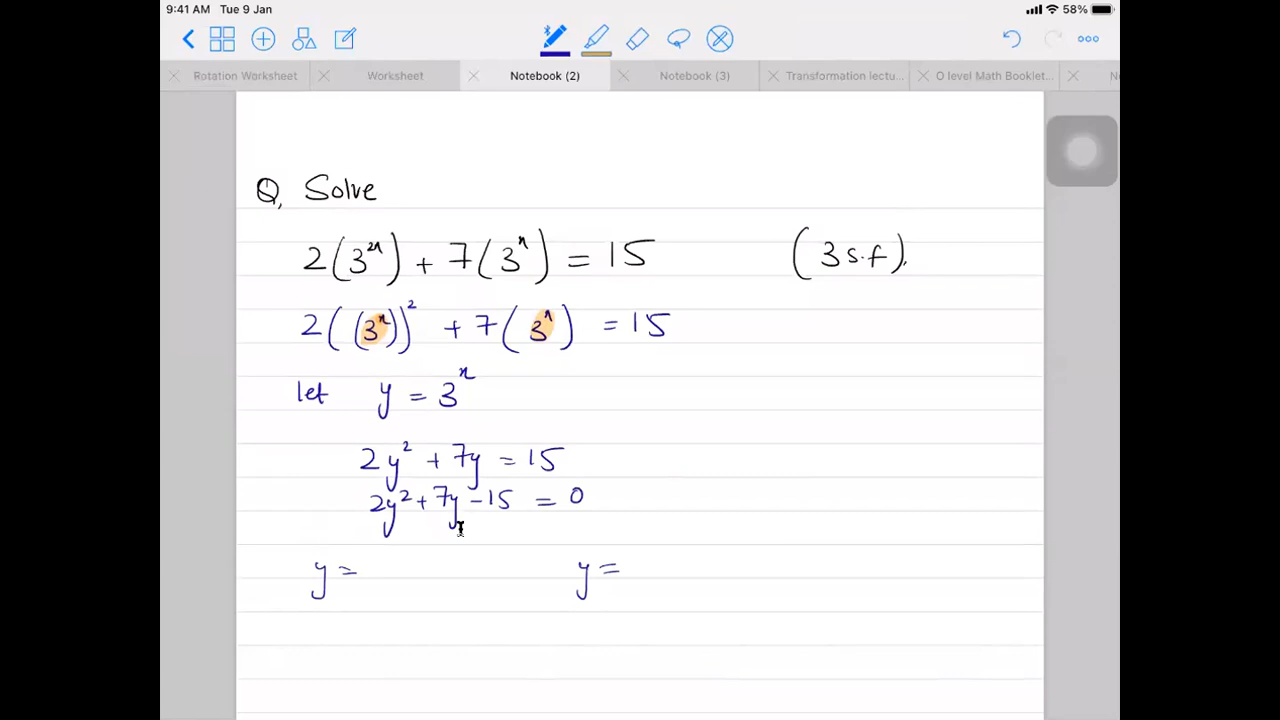 9:41 AM Tue 9 Jan 58%
Rotation Worksheet Worksheet Notebook (2) Notebook (3) Transformation lectu... O level Math Booklet...
Q, Solve
2(3^{2x}) + 7(3^x) = 15 (3 s.f).
2((3^x))^2 + 7(3^x) = 15
let y = 3^x
2y^2 + 7y = 15
2y^2 + 7y - 15 = 0
y = y =